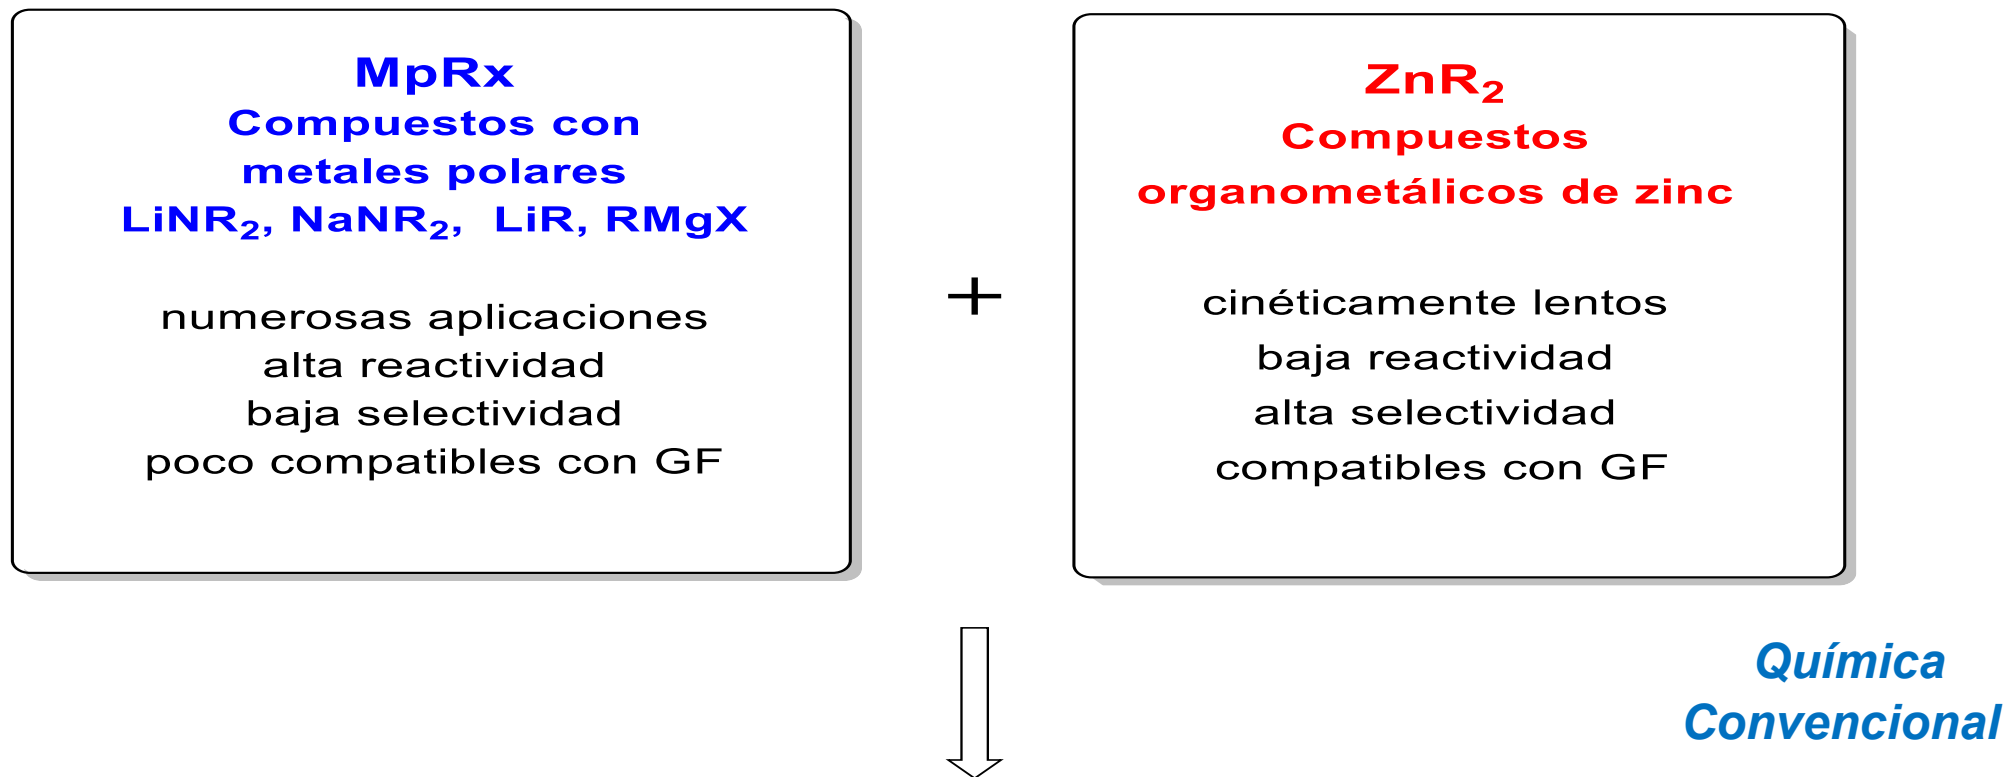 MpRx
Compuestos con
metales polares
LiNR₂, NaNR₂, LiR, RMgX
numerosas aplicaciones
alta reactividad
baja selectividad
poco compatibles con GF
+
ZnR₂
Compuestos
organometálicos de zinc
cinéticamente lentos
baja reactividad
alta selectividad
compatibles con GF
Química
Convencional